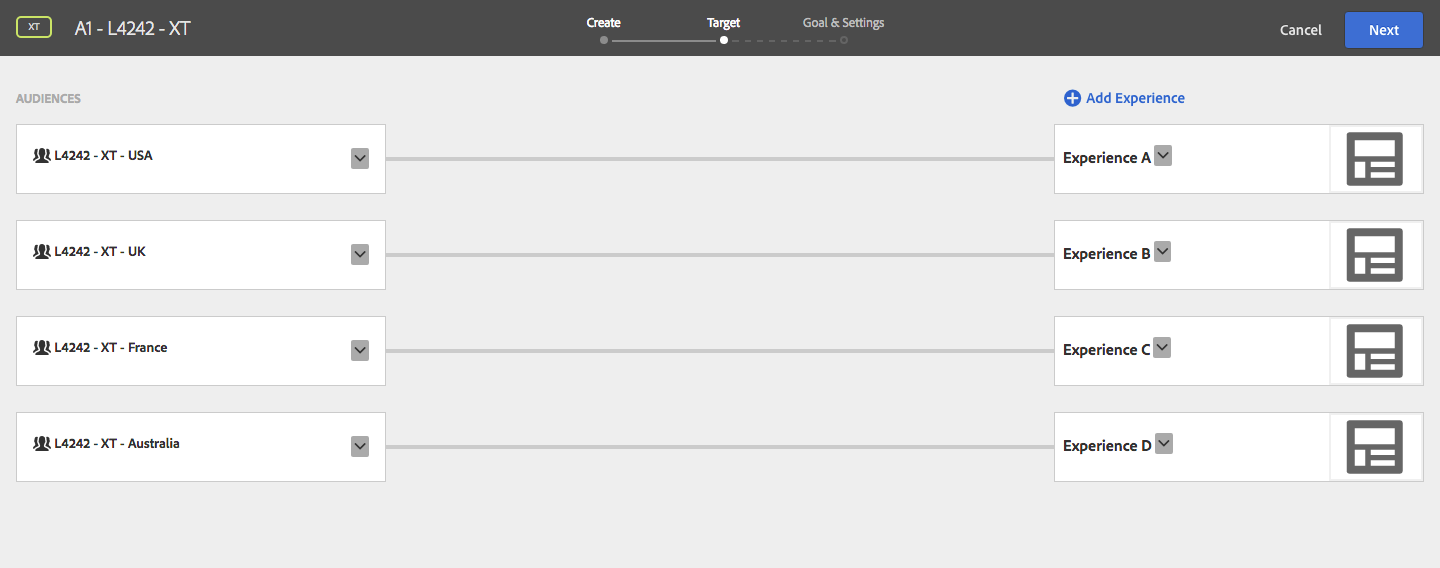 XT
A1 - L4242 - XT
Create
Target
Goal & Settings
Cancel
Next
AUDIENCES
Add Experience
L4242 - XT - USA
Experience A
L4242 - XT - UK
Experience B
L4242 - XT - France
Experience C
L4242 - XT - Australia
Experience D